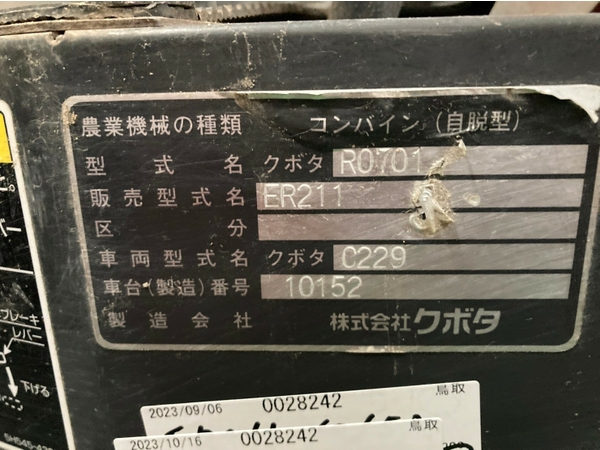 農業機械の種類 コンバイン(自脱型)
型式名 クボタ R0701
販売型式名 ER211
区分
車両型式名 クボタ C229
車台(製造)番号 10152
製造会社 株式会社クボタ
ブレーキ
レバー
下げる
鳥取
2023/09/06 0028242
鳥取
2023/10/16 0028242